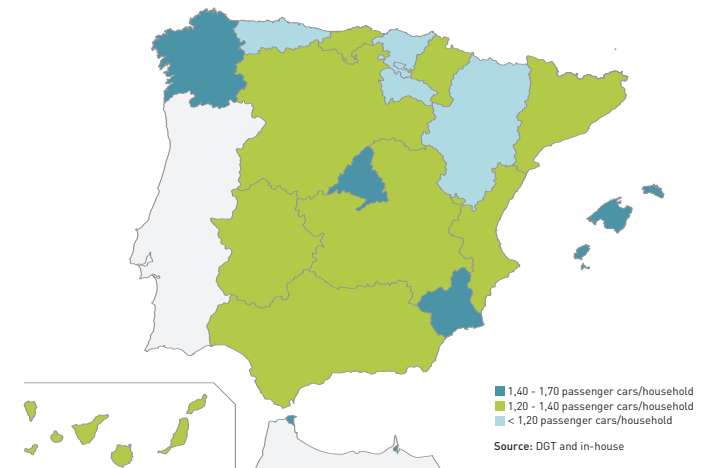 1,40 - 1,70 passenger cars/household
1,20 - 1,40 passenger cars/household
< 1,20 passenger cars/household
Source: DGT and in-house